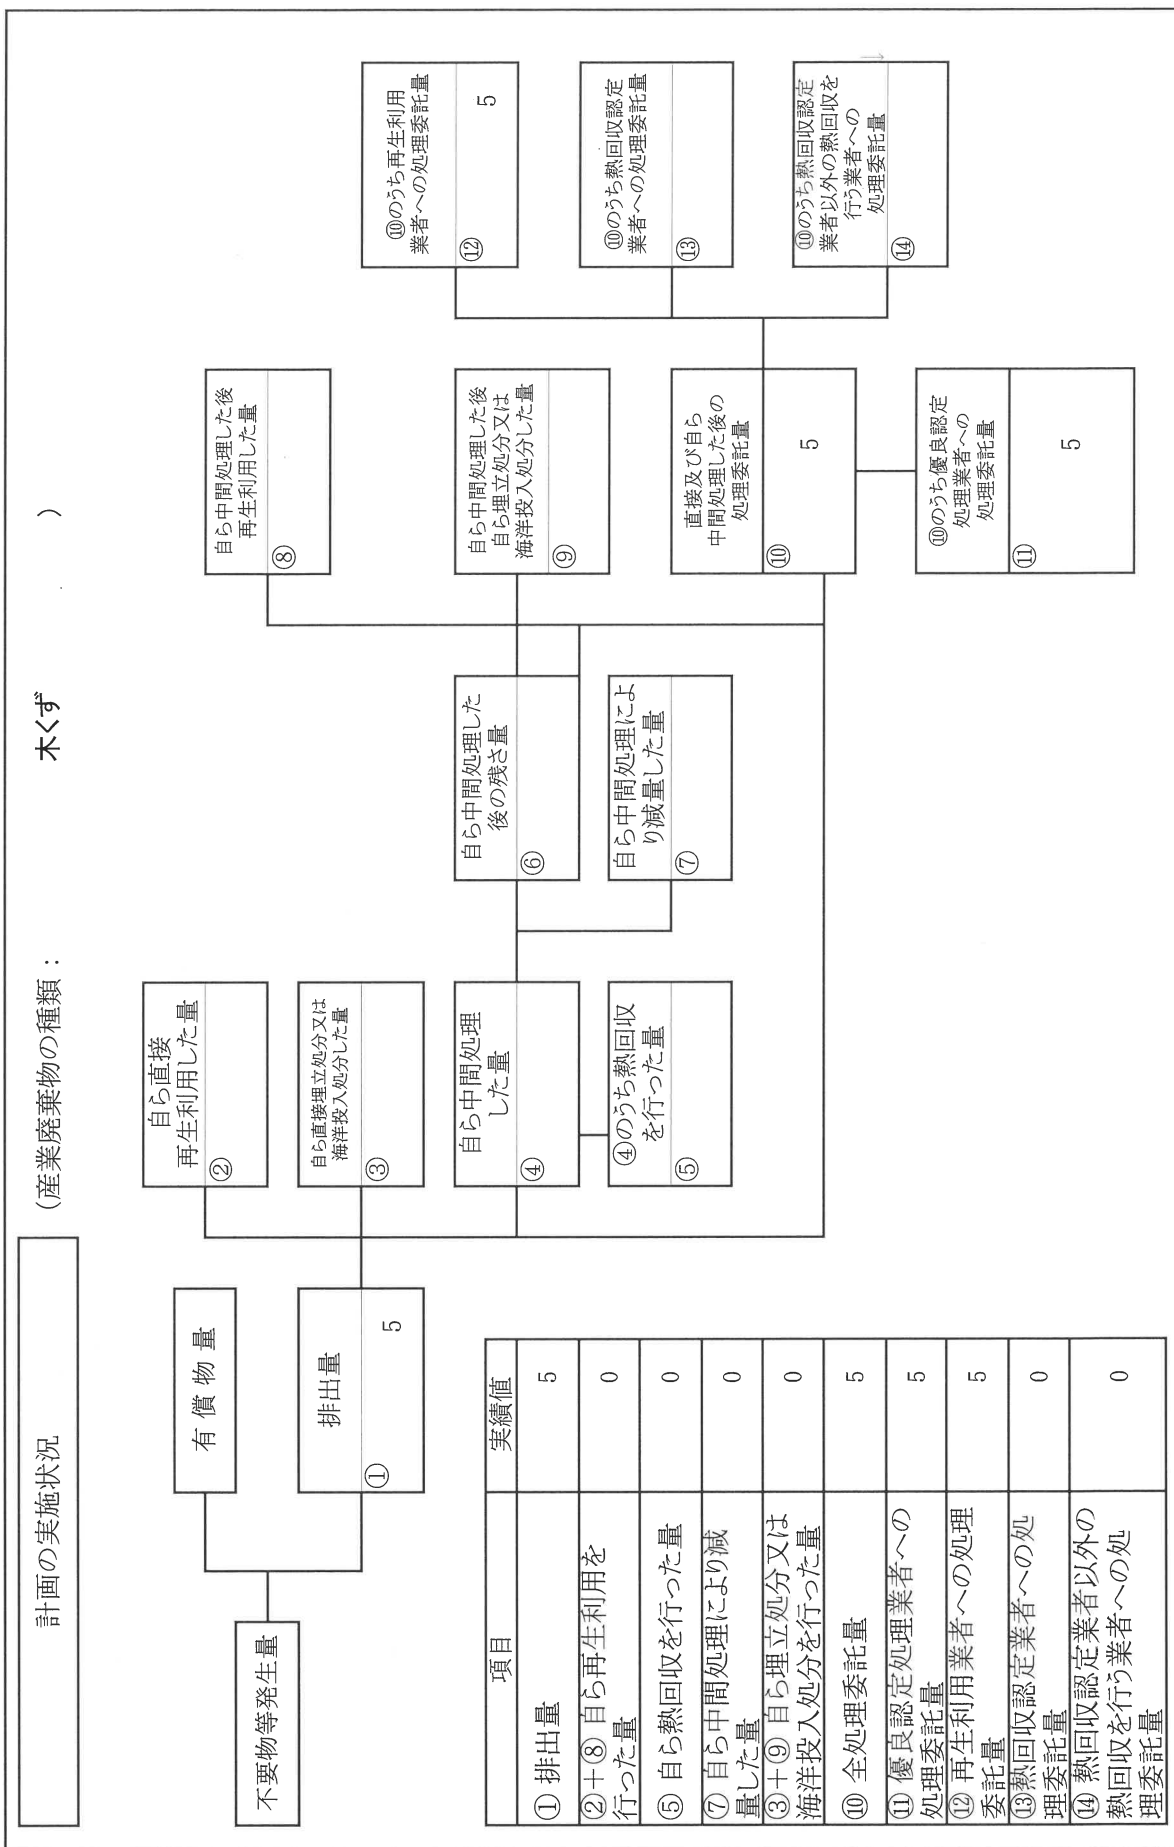 計画の実施状況
(産業廃棄物の種類： 木くず )
不要物等発生量
有 償 物 量
排出量
① 5
自ら直接
再生利用した量
②
自ら直接埋立処分又は
海洋投入処分した量
③
自ら中間処理
した量
④
④のうち熱回収
を行った量
⑤
自ら中間処理した
後の残さ量
⑥
自ら中間処理によ
り減量した量
⑦
自ら中間処理した後
再生利用した量
⑧
自ら中間処理した後
自ら埋立処分又は
海洋投入処分した量
⑨
直接及び自ら
中間処理した後の
処理委託量
⑩ 5
⑩のうち優良認定
処理業者への
処理委託量
⑪ 5
⑩のうち再生利用
業者への処理委託量
⑫ 5
⑩のうち熱回収認定
業者への処理委託量
⑬
⑩のうち熱回収認定
業者以外の熱回収を
行う業者への
処理委託量
⑭
項目 実績値
① 排出量 5
②＋⑧ 自ら再生利用を
行った量 0
⑤ 自ら熱回収を行った量 0
⑦ 自ら中間処理により減
量した量 0
③＋⑨ 自ら埋立処分又は
海洋投入処分を行った量 0
⑩ 全処理委託量 5
⑪ 優良認定処理業者への
処理委託量 5
⑫ 再生利用業者への処理
委託量 5
⑬熱回収認定業者への処
理委託量 0
⑭ 熱回収認定業者以外の
熱回収を行う業者への処
理委託量 0